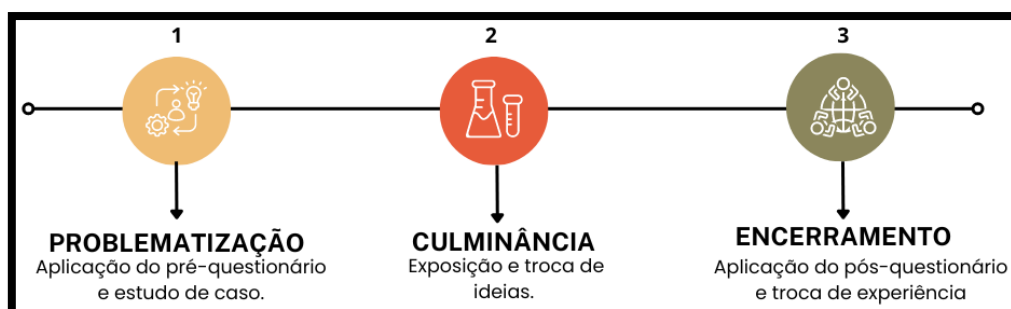 1
2
3
PROBLEMATIZAÇÃO
Aplicação do pré-questionário
e estudo de caso.
CULMINÂNCIA
Exposição e troca de
ideias.
ENCERRAMENTO
Aplicação do pós-questionário
e troca de experiência